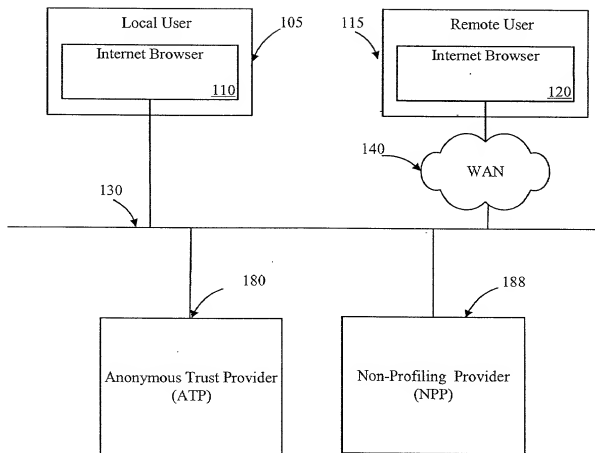 Local User
105
Internet Browser
110
115
Remote User
Internet Browser
120
140
WAN
130
180
188
Anonymous Trust Provider
(ATP)
Non-Profiling Provider
(NPP)